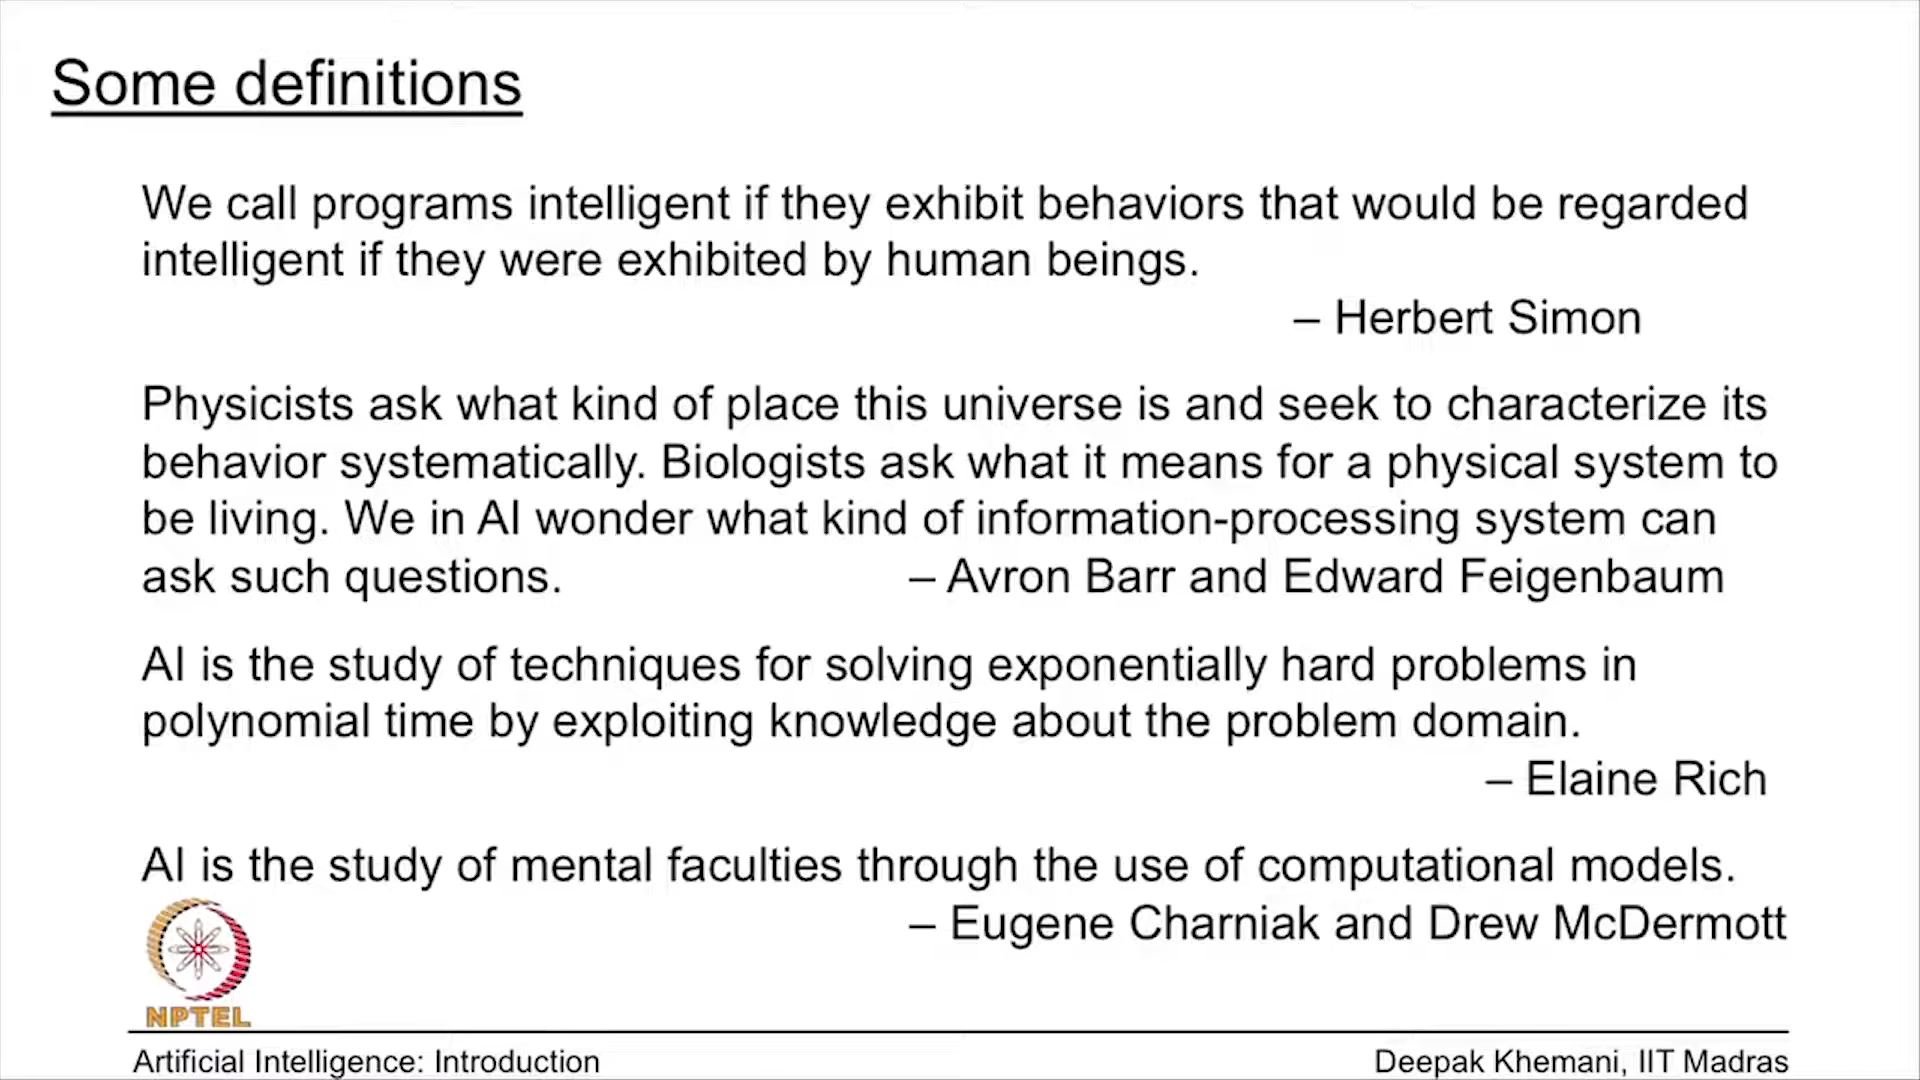 Some definitions
We call programs intelligent if they exhibit behaviors that would be regarded
intelligent if they were exhibited by human beings.
– Herbert Simon
Physicists ask what kind of place this universe is and seek to characterize its
behavior systematically. Biologists ask what it means for a physical system to
be living. We in AI wonder what kind of information-processing system can
ask such questions. – Avron Barr and Edward Feigenbaum
AI is the study of techniques for solving exponentially hard problems in
polynomial time by exploiting knowledge about the problem domain.
– Elaine Rich
AI is the study of mental faculties through the use of computational models.
– Eugene Charniak and Drew McDermott
NPTEL
Artificial Intelligence: Introduction Deepak Khemani, IIT Madras